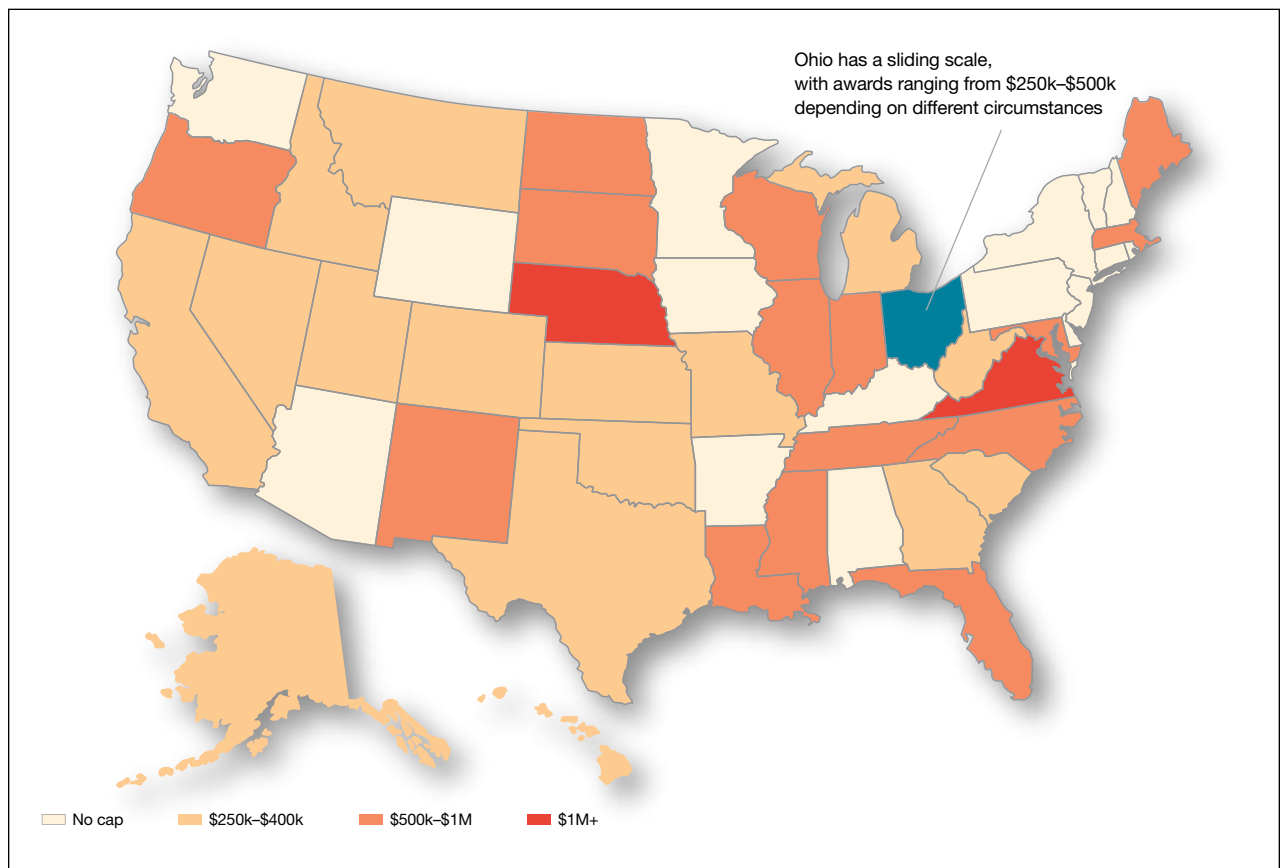 Ohio has a sliding scale,
with awards ranging from $250k–$500k
depending on different circumstances
No cap
$250k–$400k
$500k–$1M
$1M+